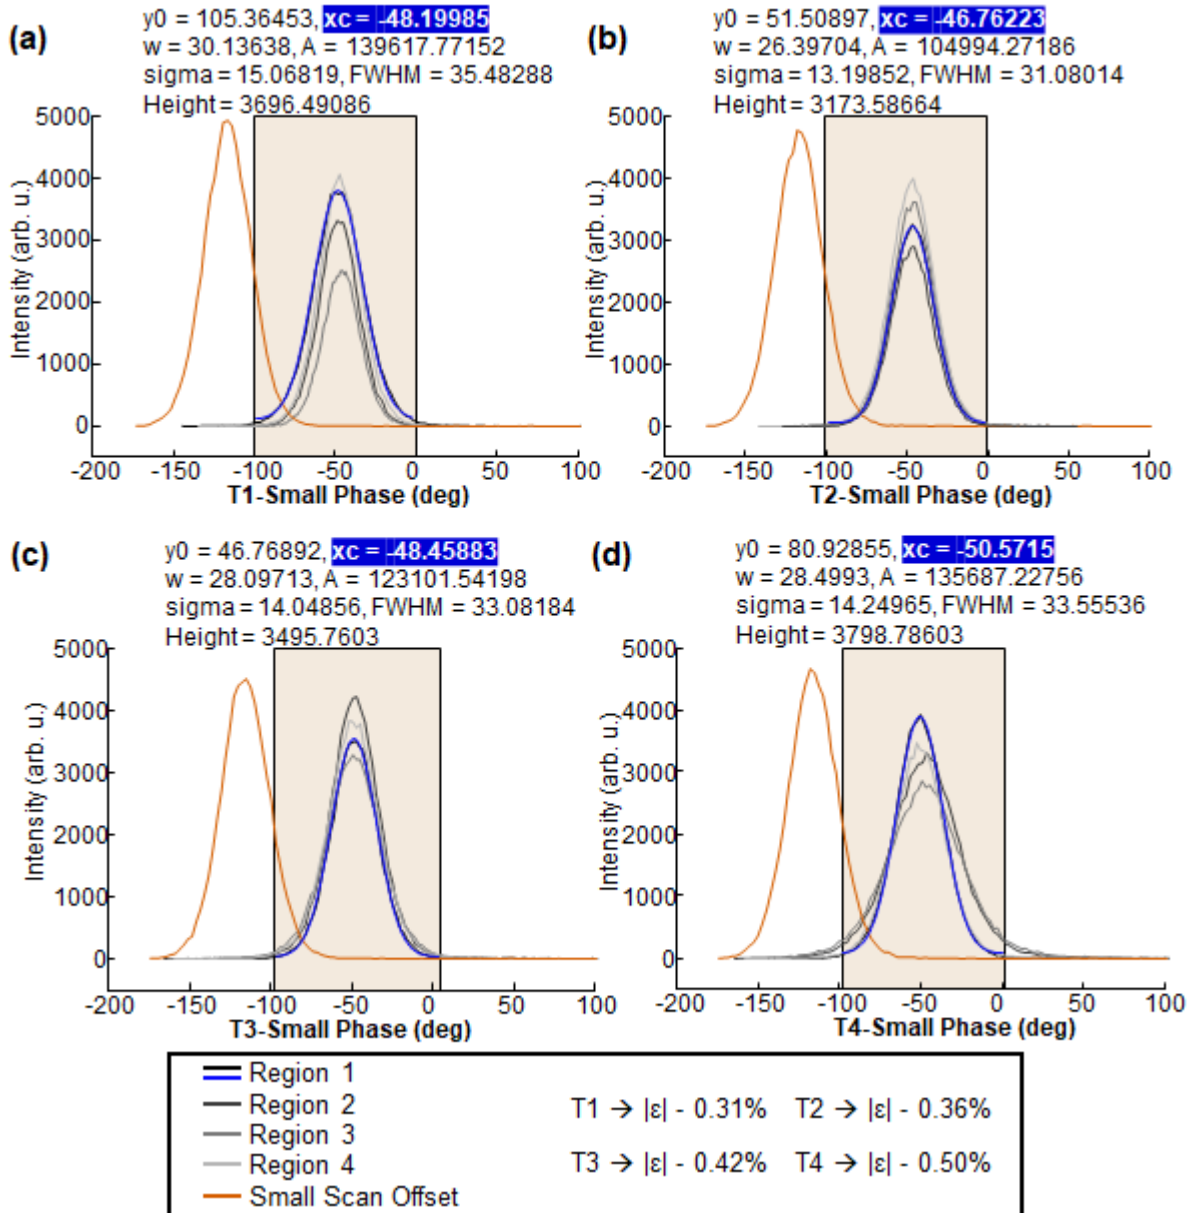 (a)
y0 = 105.36453, xc = -48.19985
w = 30.13638, A = 139617.77152
sigma = 15.06819, FWHM = 35.48288
Height = 3696.49086
5000
4000
3000
2000
1000
0
Intensity (arb. u.)
-200 -150 -100 -50 0 50 100
T1-Small Phase (deg)
(b)
y0 = 51.50897, xc = -46.76223
w = 26.39704, A = 104994.27186
sigma = 13.19852, FWHM = 31.08014
Height = 3173.58664
5000
4000
3000
2000
1000
0
Intensity (arb. u.)
-200 -150 -100 -50 0 50 100
T2-Small Phase (deg)
(c)
y0 = 46.76892, xc = -48.45883
w = 28.09713, A = 123101.54198
sigma = 14.04856, FWHM = 33.08184
Height = 3495.7603
5000
4000
3000
2000
1000
0
Intensity (arb. u.)
-200 -150 -100 -50 0 50 100
T3-Small Phase (deg)
(d)
y0 = 80.92855, xc = -50.5715
w = 28.4993, A = 135687.22756
sigma = 14.24965, FWHM = 33.55536
Height = 3798.78603
5000
4000
3000
2000
1000
0
Intensity (arb. u.)
-200 -150 -100 -50 0 50 100
T4-Small Phase (deg)
Region 1
Region 2
Region 3
Region 4
Small Scan Offset
T1 → |ε| - 0.31% T2 → |ε| - 0.36%
T3 → |ε| - 0.42% T4 → |ε| - 0.50%